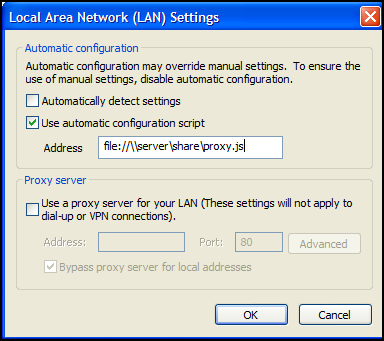 Local Area Network (LAN) Settings
Automatic configuration
Automatic configuration may override manual settings. To ensure the
use of manual settings, disable automatic configuration.
Automatically detect settings
Use automatic configuration script
Address file://\\server\share\proxy.js
Proxy server
Use a proxy server for your LAN (These settings will not apply to
dial-up or VPN connections).
Address: Port: 80 Advanced
Bypass proxy server for local addresses
OK Cancel